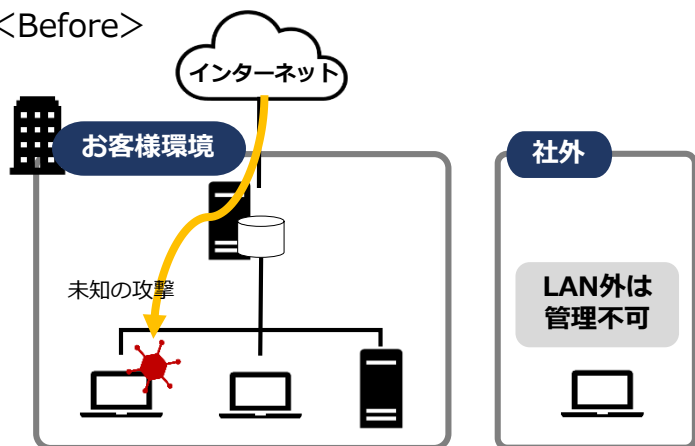 <Before>
インターネット
お客様環境
社外
未知の攻撃
LAN外は
管理不可